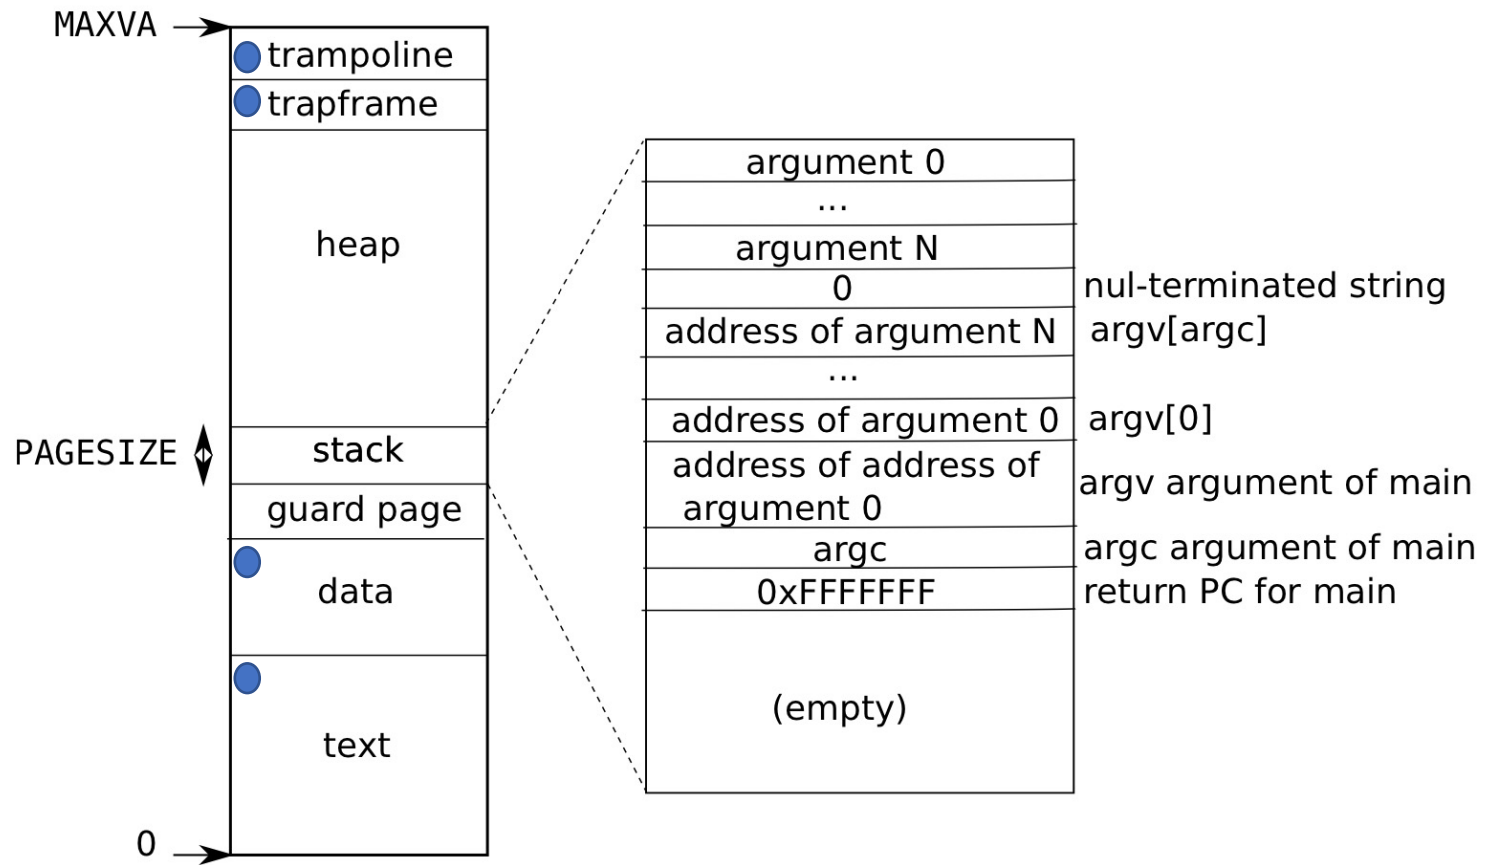 MAXVA
trampoline
trapframe
heap
PAGESIZE
stack
guard page
data
text
0
argument 0
...
argument N
0
nul-terminated string
address of argument N
argv[argc]
...
address of argument 0
argv[0]
address of address of
argument 0
argv argument of main
argc
argc argument of main
0xFFFFFFF
return PC for main
(empty)